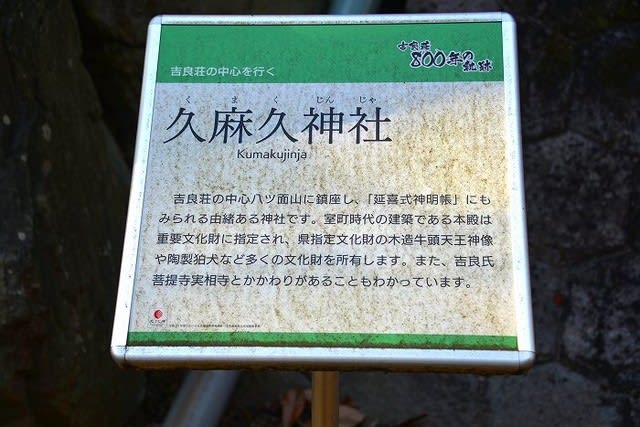 吉良荘の中心を行く
吉良荘
800年の軌跡
く ま く じん じゃ
久麻久神社
Kumakujinja
吉良荘の中心八ツ面山に鎮座し、「延喜式神明帳」にも
みられる由緒ある神社です。室町時代の建築である本殿は
重要文化財に指定され、県指定文化財の木造牛頭天王神像
や陶製狛犬など多くの文化財を所有します。また、吉良氏
菩提寺実相寺とかかわりがあることもわかっています。